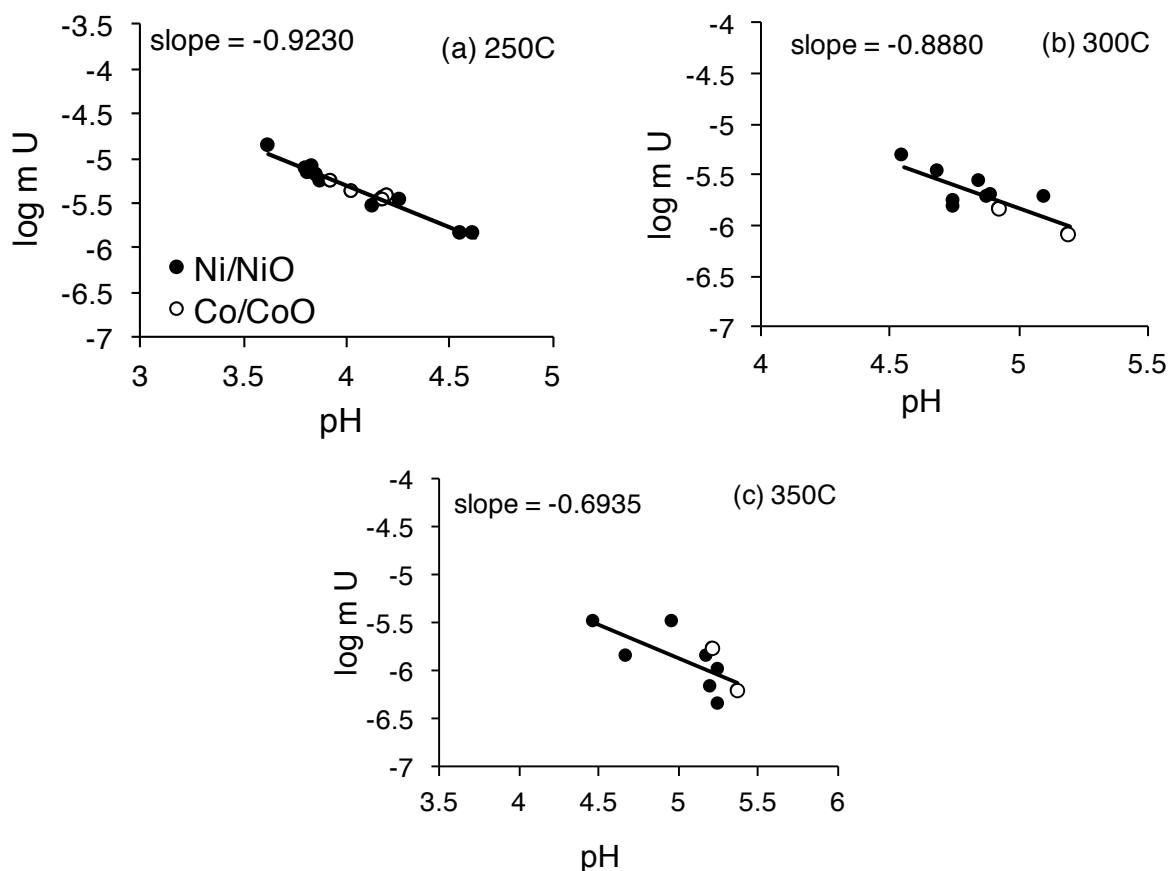 slope = -0.9230
(a) 250C
-3.5
-4
-4.5
-5
-5.5
-6
-6.5
-7
log m U
Ni/NiO
Co/CoO
3 3.5 4 4.5 5
pH
slope = -0.8880
(b) 300C
-4
-4.5
-5
-5.5
-6
-6.5
-7
log m U
4 4.5 5 5.5
pH
slope = -0.6935
(c) 350C
-4
-4.5
-5
-5.5
-6
-6.5
-7
log m U
3.5 4 4.5 5 5.5 6
pH